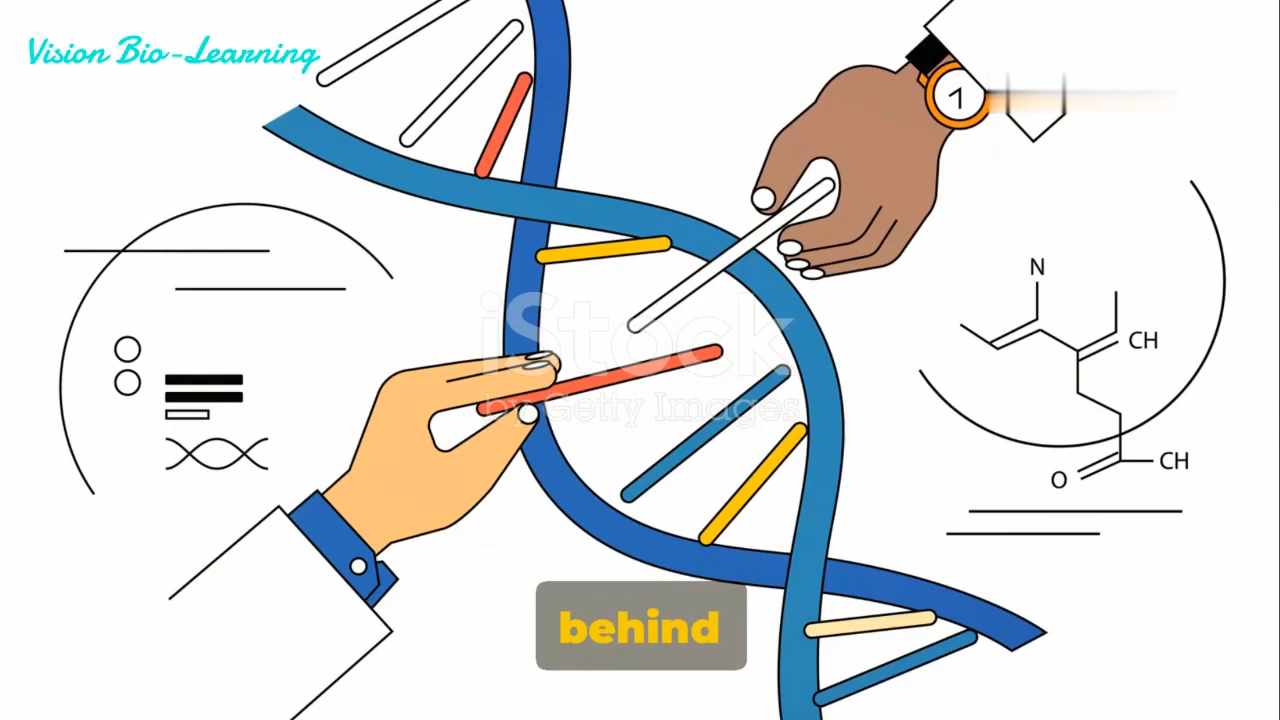 Vision Bio-Learning
N
CH
iStock
by Getty Images
CH
O
behind